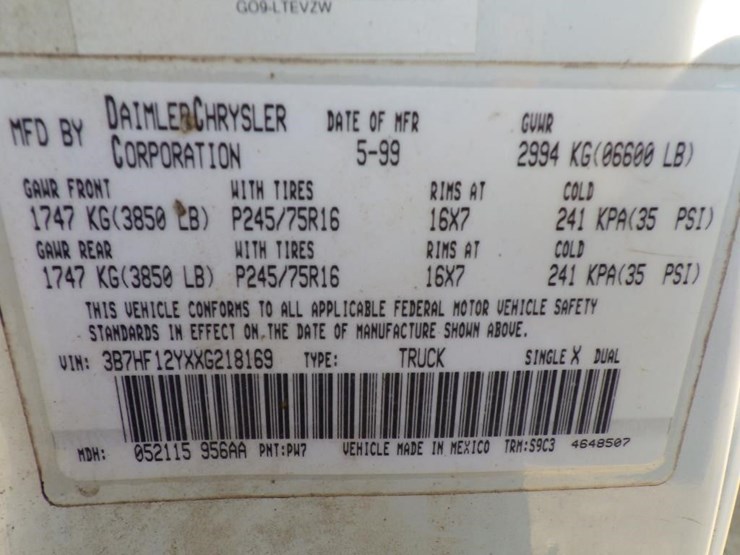 GO9-LTEVZW
MFD BY DAIMLERCHRYSLER CORPORATION DATE OF MFR 5-99 GVWR 2994 KG(06600 LB)
GAWR FRONT WITH TIRES RIMS AT COLD
1747 KG(3850 LB) P245/75R16 16X7 241 KPA(35 PSI)
GAWR REAR WITH TIRES RIMS AT COLD
1747 KG(3850 LB) P245/75R16 16X7 241 KPA(35 PSI)
THIS VEHICLE CONFORMS TO ALL APPLICABLE FEDERAL MOTOR VEHICLE SAFETY
STANDARDS IN EFFECT ON THE DATE OF MANUFACTURE SHOWN ABOVE.
VIN: 3B7HF12YXXG218169 TYPE: TRUCK SINGLE X DUAL
MDH: 052115 956AA PNT:PW7 VEHICLE MADE IN MEXICO TRM:S9C3 4648507